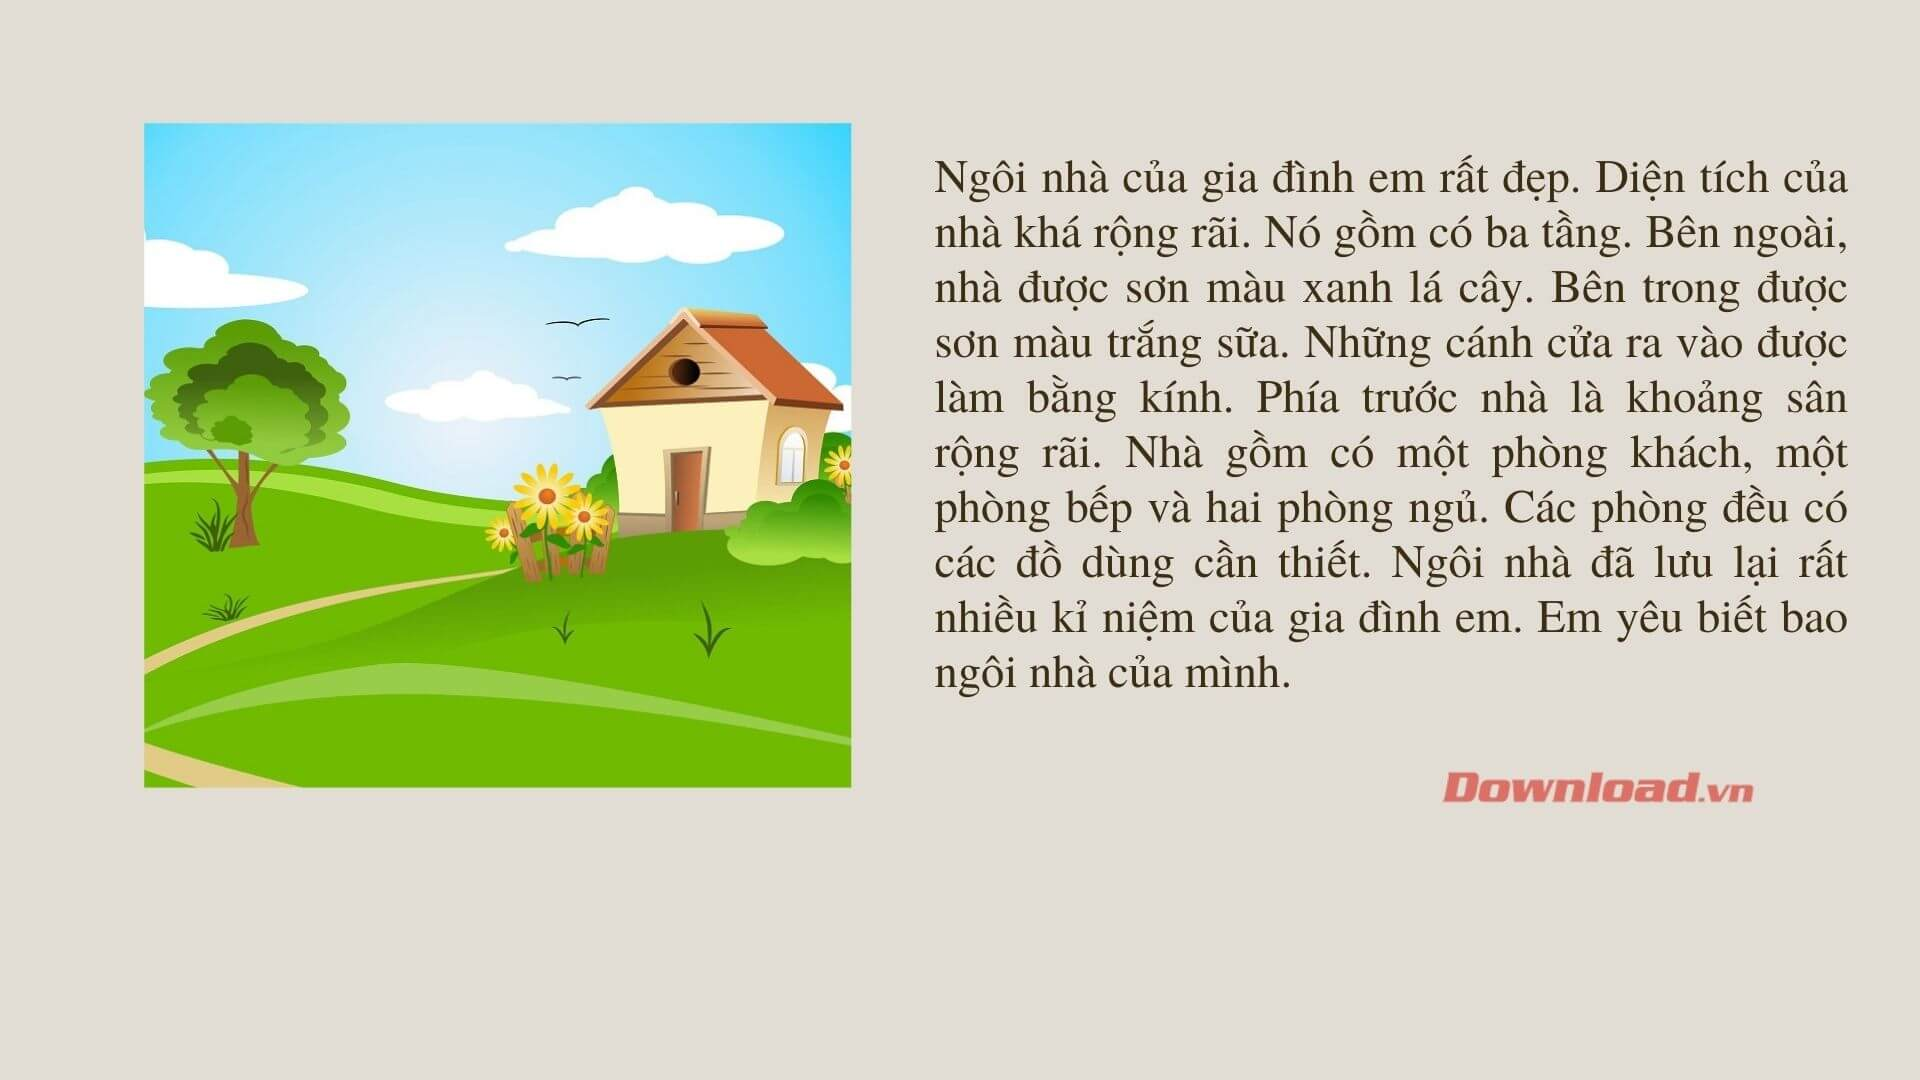 Ngôi nhà của gia đình em rất đẹp. Diện tích của
nhà khá rộng rãi. Nó gồm có ba tầng. Bên ngoài,
nhà được sơn màu xanh lá cây. Bên trong được
sơn màu trắng sữa. Những cánh cửa ra vào được
làm bằng kính. Phía trước nhà là khoảng sân
rộng rãi. Nhà gồm có một phòng khách, một
phòng bếp và hai phòng ngủ. Các phòng đều có
các đồ dùng cần thiết. Ngôi nhà đã lưu lại rất
nhiều kỉ niệm của gia đình em. Em yêu biết bao
ngôi nhà của mình.
Download.vn